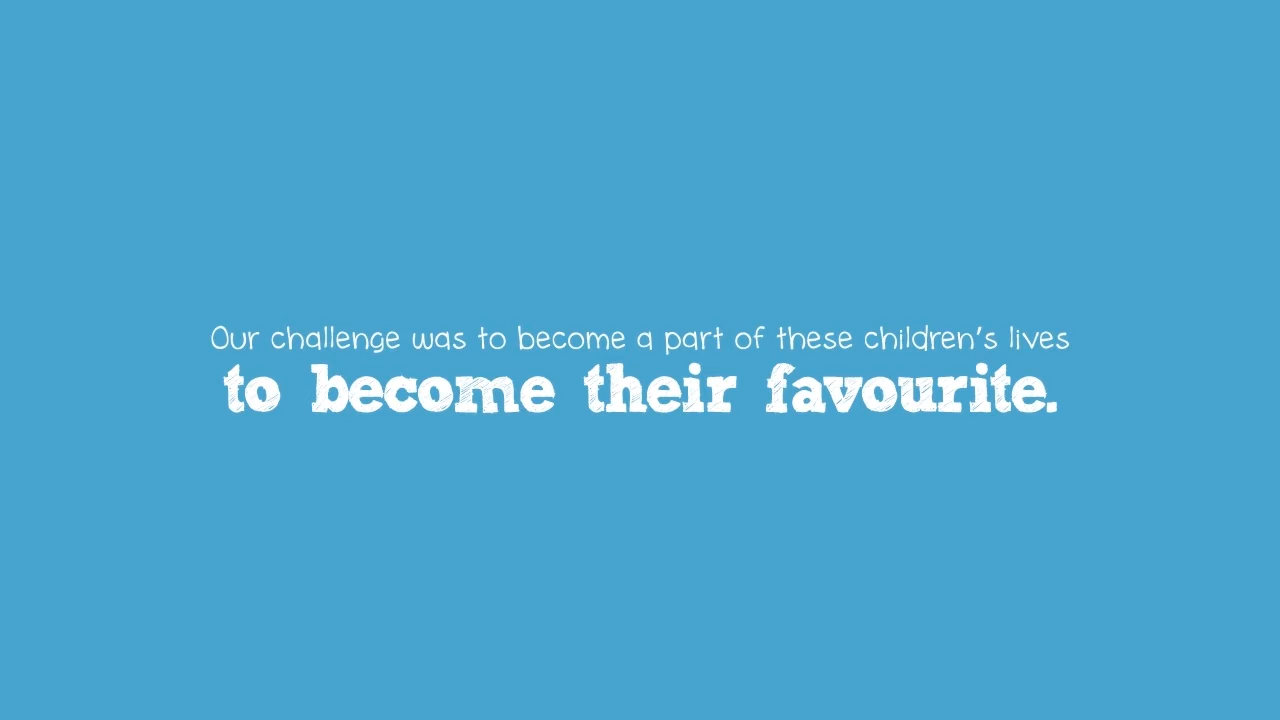 Our challenge was to become a part of these children's lives
to become their favourite.